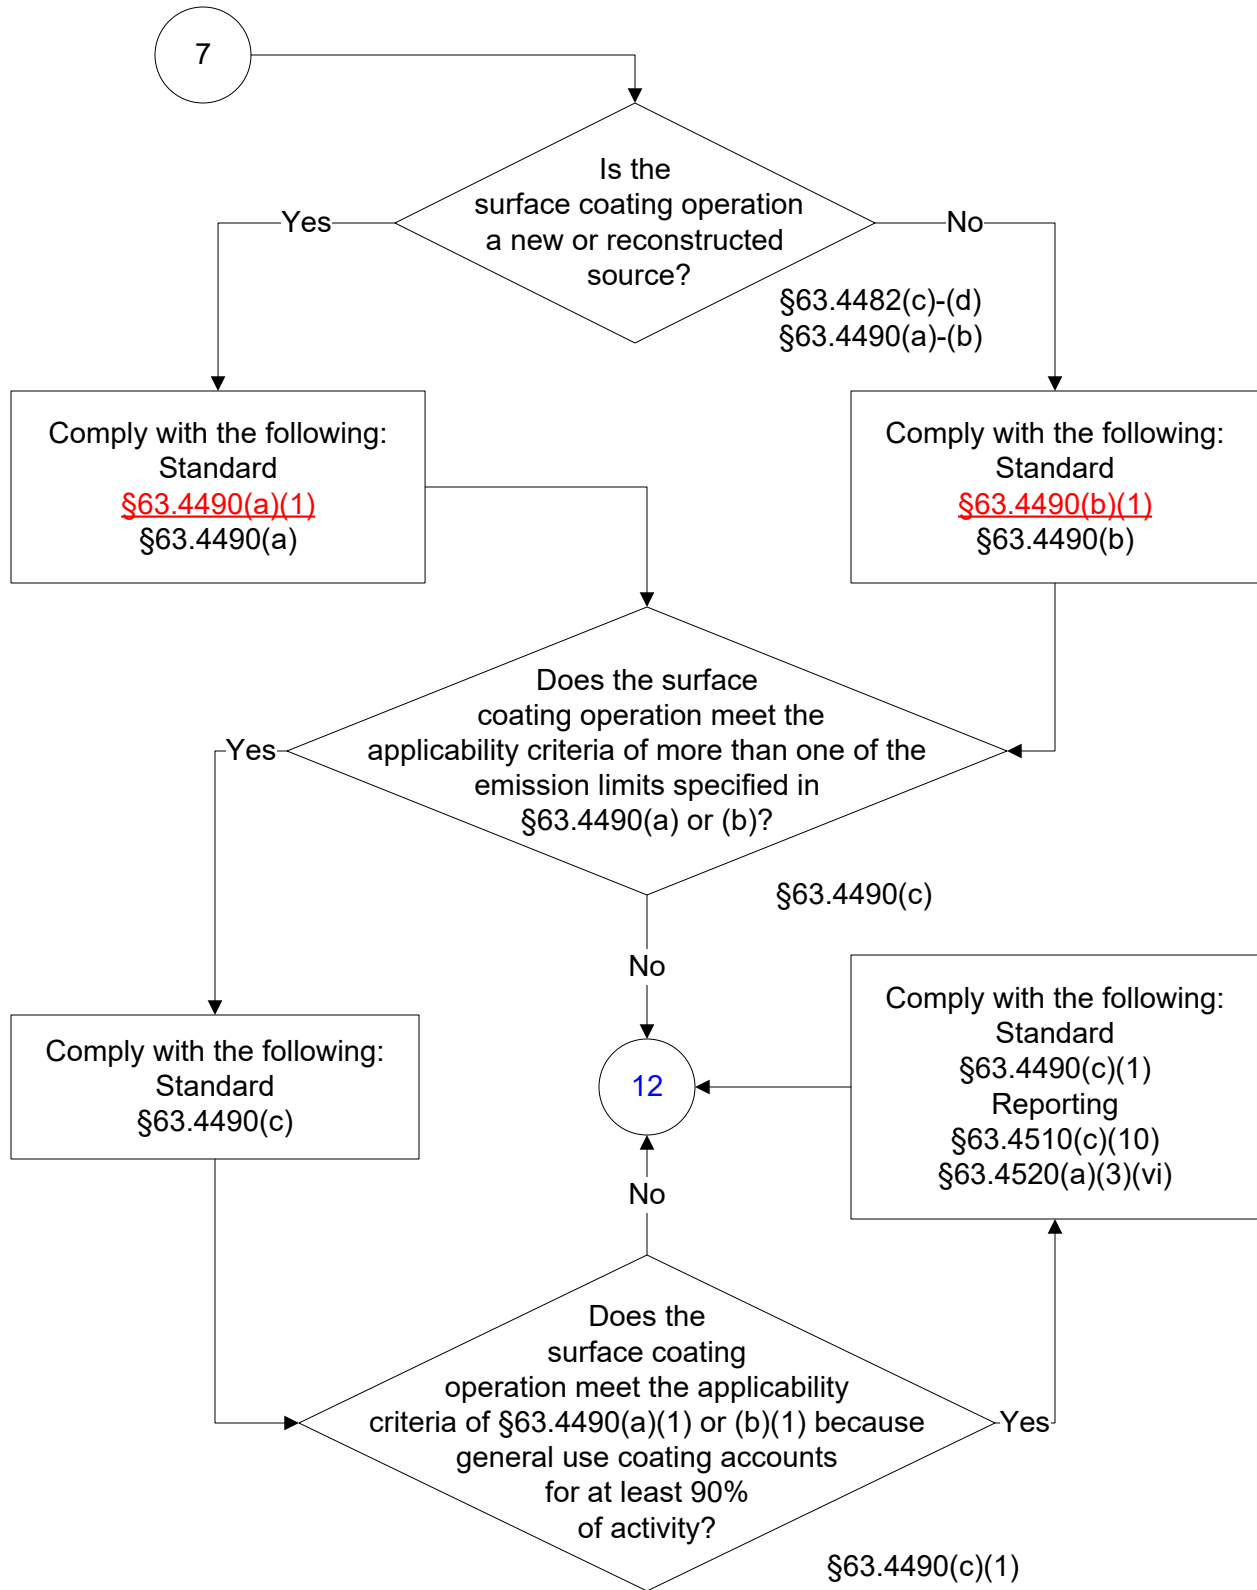 7
Is the
surface coating operation
a new or reconstructed
source?
Yes
No
§63.4482(c)-(d)
§63.4490(a)-(b)
Comply with the following:
Standard
§63.4490(a)(1)
§63.4490(a)
Comply with the following:
Standard
§63.4490(b)(1)
§63.4490(b)
Does the surface
coating operation meet the
applicability criteria of more than one of the
emission limits specified in
§63.4490(a) or (b)?
Yes
§63.4490(c)
No
Comply with the following:
Standard
§63.4490(c)
12
Comply with the following:
Standard
§63.4490(c)(1)
Reporting
§63.4510(c)(10)
§63.4520(a)(3)(vi)
No
Does the
surface coating
operation meet the applicability
criteria of §63.4490(a)(1) or (b)(1) because
general use coating accounts
for at least 90%
of activity?
Yes
§63.4490(c)(1)